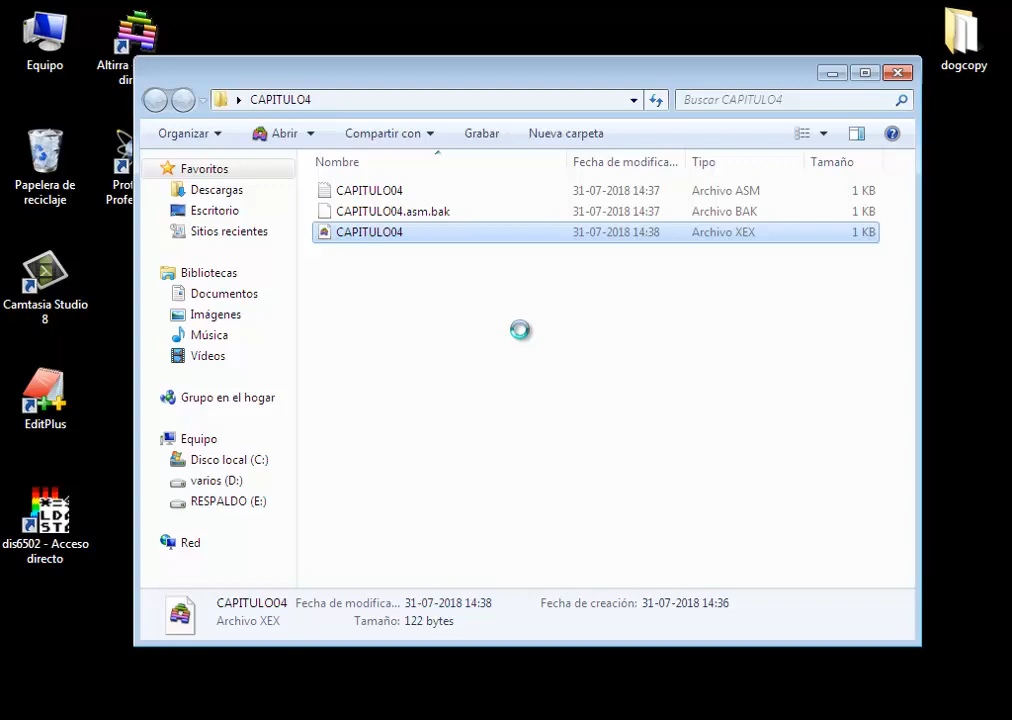 Equipo
Altirra
dir
dogcopy
CAPITULO4
Buscar CAPITULO4
Organizar
Abrir
Compartir con
Grabar
Nueva carpeta
Papelera de
reciclaje
Prof
Profe
Camtasia Studio
8
EditPlus
LD
ST
dis6502 - Acceso
directo
Favoritos
Descargas
Escritorio
Sitios recientes
Bibliotecas
Documentos
Imágenes
Música
Vídeos
Grupo en el hogar
Equipo
Disco local (C:)
varios (D:)
RESPALDO (E:)
Red
Nombre Fecha de modifica... Tipo Tamaño
CAPITULO04 31-07-2018 14:37 Archivo ASM 1 KB
CAPITULO04.asm.bak 31-07-2018 14:37 Archivo BAK 1 KB
CAPITULO04 31-07-2018 14:38 Archivo XEX 1 KB
CAPITULO04 Fecha de modifica... 31-07-2018 14:38 Fecha de creación: 31-07-2018 14:36
Archivo XEX Tamaño: 122 bytes